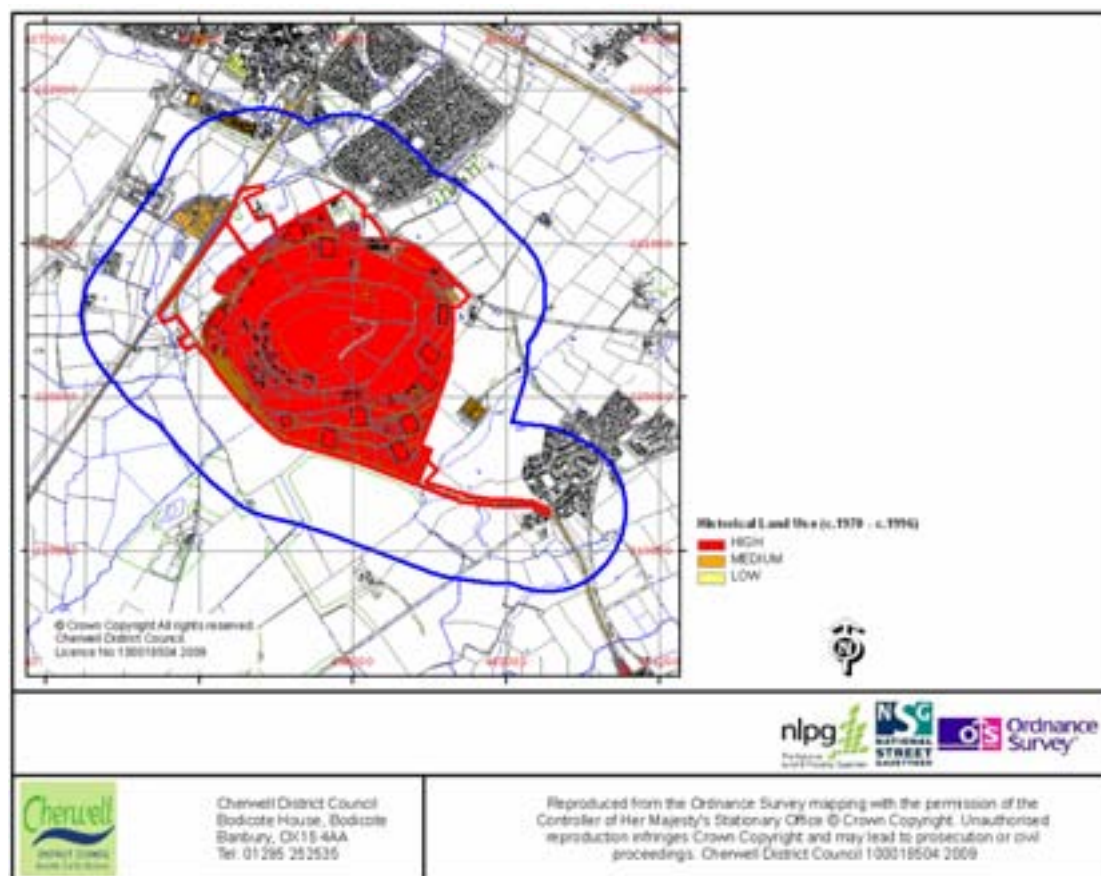 © Crown Copyright All rights reserved
Cherwell District Council
Licence No 100018504 2009
Historical Land Use (c.1970 - c.1996)
HIGH
MEDIUM
LOW
N
nlpg
NSG
NATIONAL
STREET
GAZETTEER
OS
Ordnance
Survey
Cherwell
DISTRICT COUNCIL
Cherwell District Council
Bodicote House, Bodicote
Banbury, OX15 4AA
Tel. 01295 252535
Reproduced from the Ordnance Survey mapping with the permission of the
Controller of Her Majesty's Stationary Office © Crown Copyright. Unauthorised
reproduction infringes Crown Copyright and may lead to prosecution or civil
proceedings. Cherwell District Council 100018504 2009